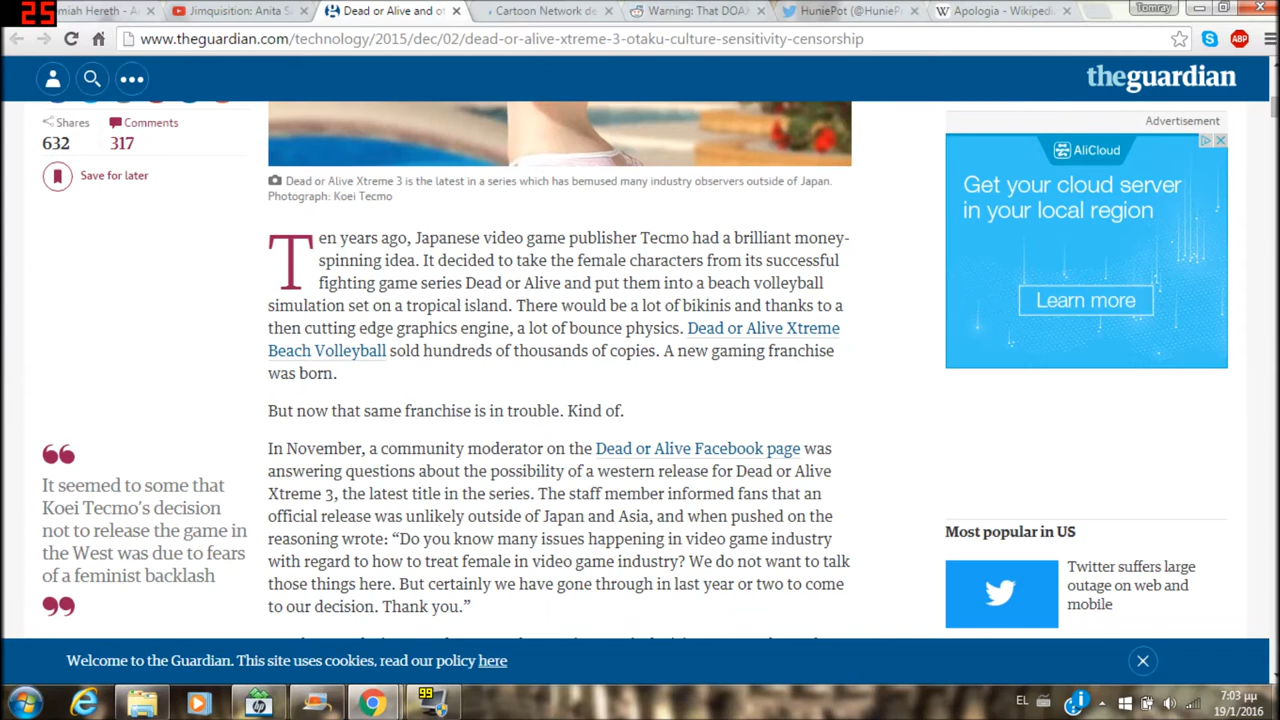 25
miah Hereth - A
Jimquisition: Anita S
Dead or Alive and o
Cartoon Network de
Warning: That DO
HuniePot (@HunieP
Apologia - Wikiped
Tomray
www.theguardian.com/technology/2015/dec/02/dead-or-alive-xtreme-3-otaku-culture-sensitivity-censorship
ABP
theguardian
Shares
Comments
632
317
Save for later
Advertisement
AliCloud
Get your cloud server
in your local region
Learn more
Dead or Alive Xtreme 3 is the latest in a series which has bemused many industry observers outside of Japan.
Photograph: Koei Tecmo
Ten years ago, Japanese video game publisher Tecmo had a brilliant money-
spinning idea. It decided to take the female characters from its successful
fighting game series Dead or Alive and put them into a beach volleyball
simulation set on a tropical island. There would be a lot of bikinis and thanks to a
then cutting edge graphics engine, a lot of bounce physics. Dead or Alive Xtreme
Beach Volleyball sold hundreds of thousands of copies. A new gaming franchise
was born.
But now that same franchise is in trouble. Kind of.
In November, a community moderator on the Dead or Alive Facebook page was
answering questions about the possibility of a western release for Dead or Alive
Xtreme 3, the latest title in the series. The staff member informed fans that an
official release was unlikely outside of Japan and Asia, and when pushed on the
reasoning wrote: “Do you know many issues happening in video game industry
with regard to how to treat female in video game industry? We do not want to talk
those things here. But certainly we have gone through in last year or two to come
to our decision. Thank you.”
It seemed to some that
Koei Tecmo’s decision
not to release the game in
the West was due to fears
of a feminist backlash
Most popular in US
Twitter suffers large
outage on web and
mobile
Welcome to the Guardian. This site uses cookies, read our policy here
99
EL
7:03 μμ
19/1/2016